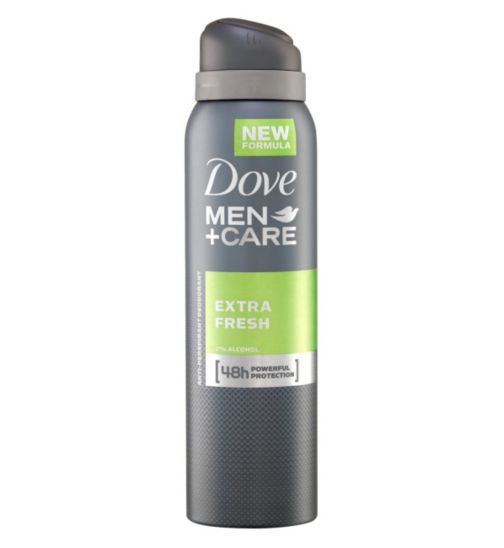 NEW
FORMULA
Dove
MEN
+CARE
EXTRA
FRESH
0% ALCOHOL
[48h POWERFUL
PROTECTION]
ANTI-PERSPIRANT DEODORANT